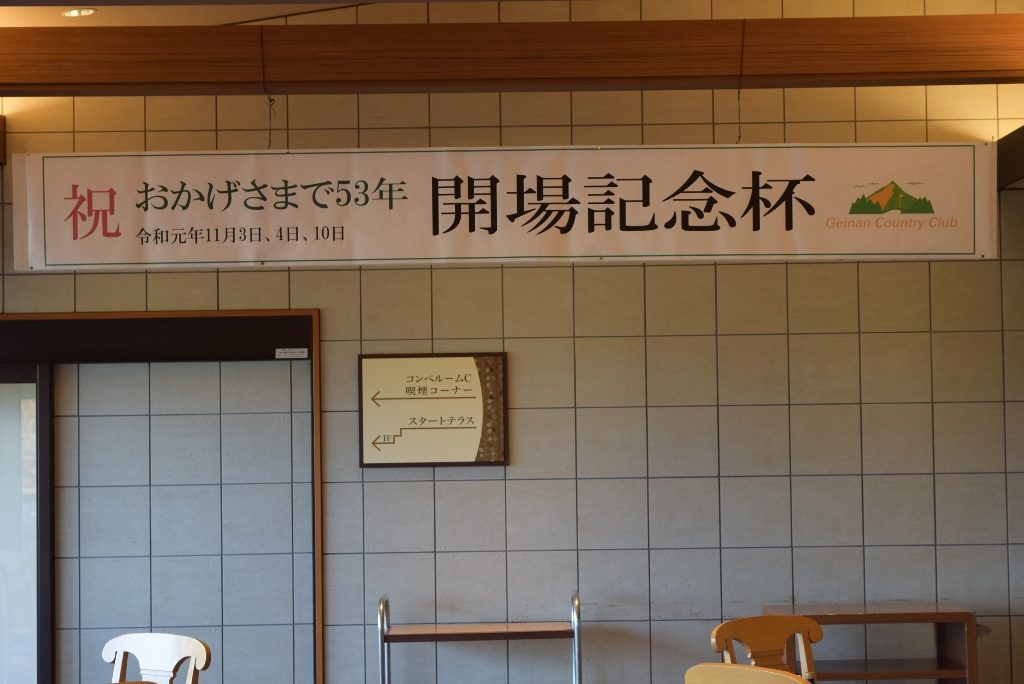 祝
おかげさまで53年
令和元年11月3日、4日、10日
開場記念杯
Geinan Country Club
コンペルームC
喫煙コーナー
スタートテラス
1F